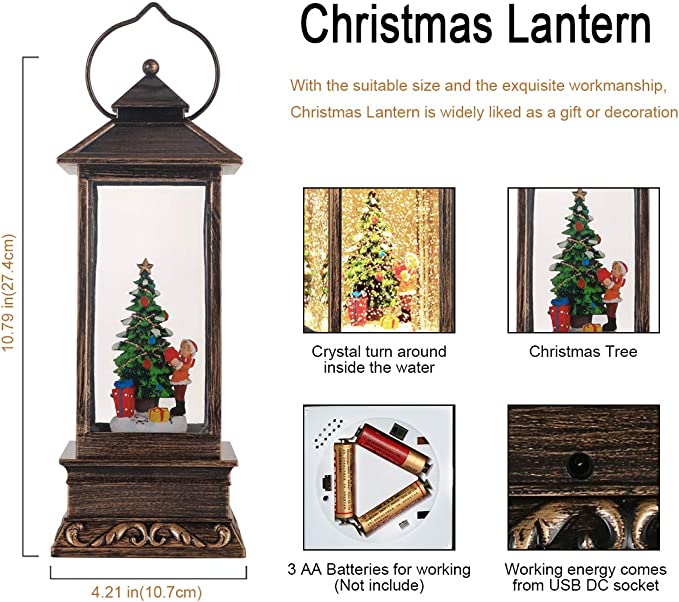 Christmas Lantern
With the suitable size and the exquisite workmanship,
Christmas Lantern is widely liked as a gift or decoration
10.79 in(27.4cm)
4.21 in(10.7cm)
Crystal turn around
inside the water
Christmas Tree
3 AA Batteries for working
(Not include)
Working energy comes
from USB DC socket